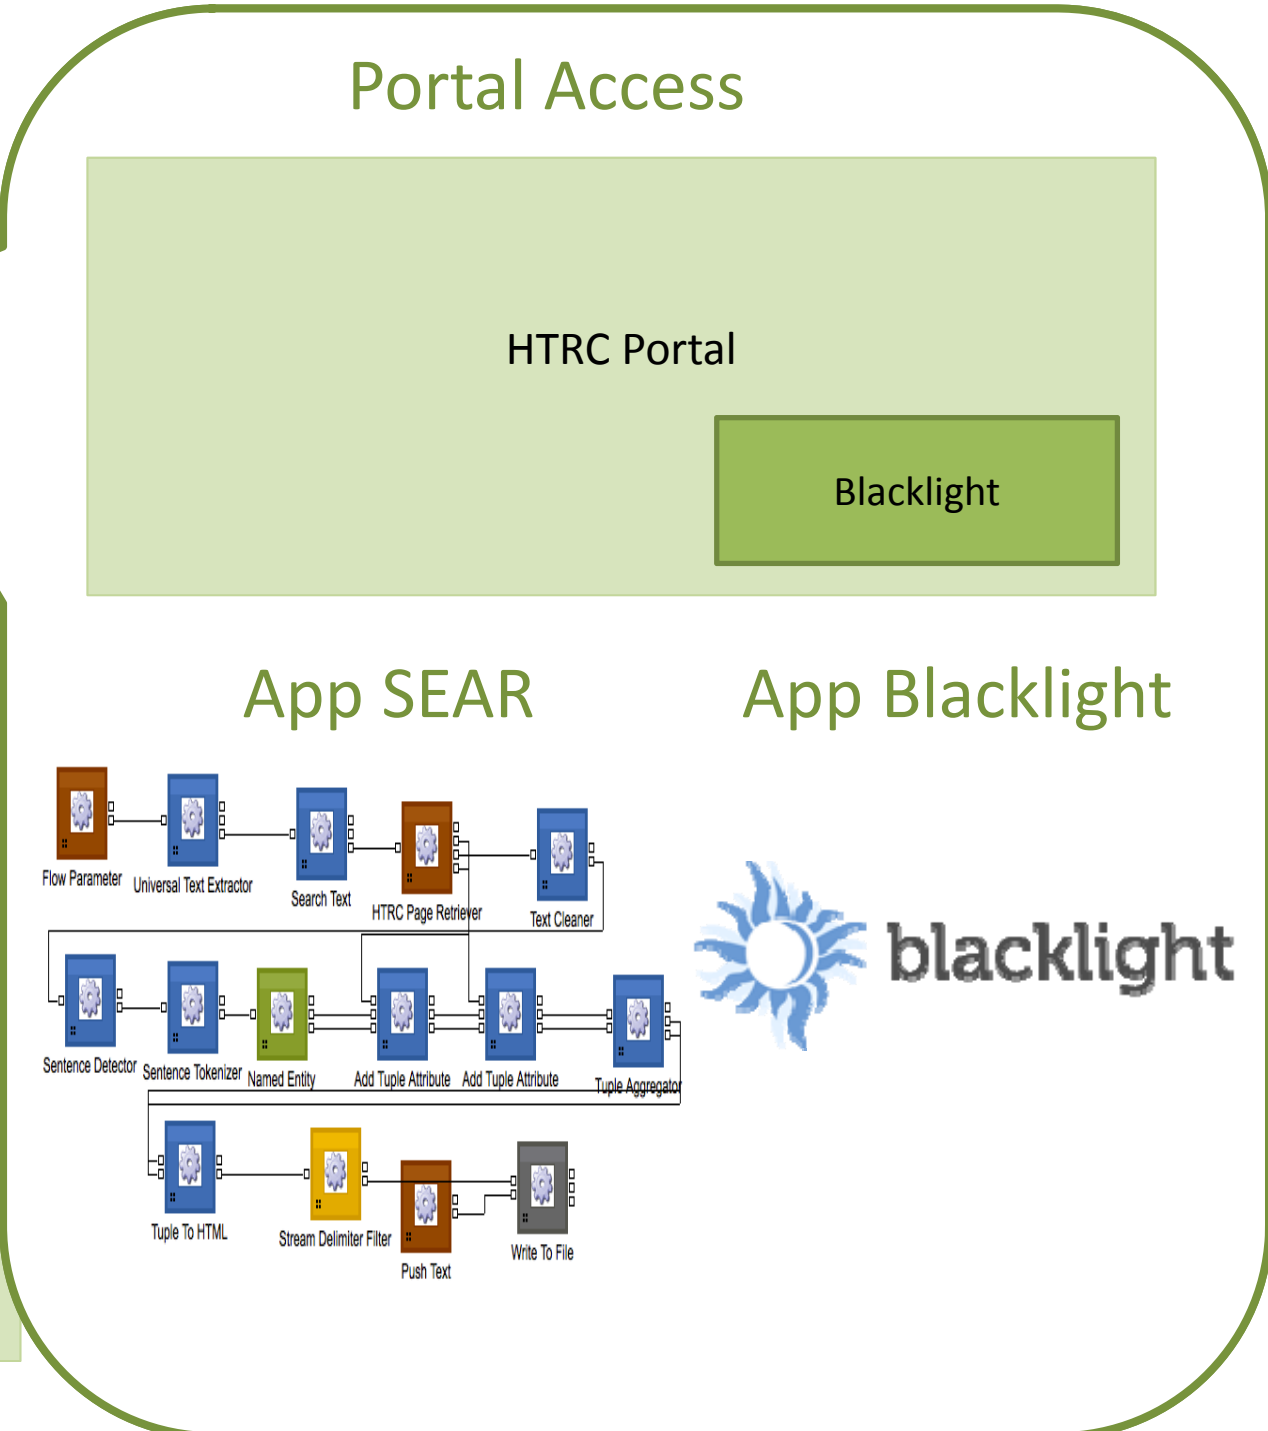 Portal Access
HTRC Portal
Blacklight
App SEAR
App Blacklight
Flow Parameter
Universal Text Extractor
Search Text
HTRC Page Retriever
Text Cleaner
blacklight
Sentence Detector
Sentence Tokenizer
Named Entity
Add Tuple Attribute
Add Tuple Attribute
Tuple Aggregator
Tuple To HTML
Stream Delimiter Filter
Push Text
Write To File